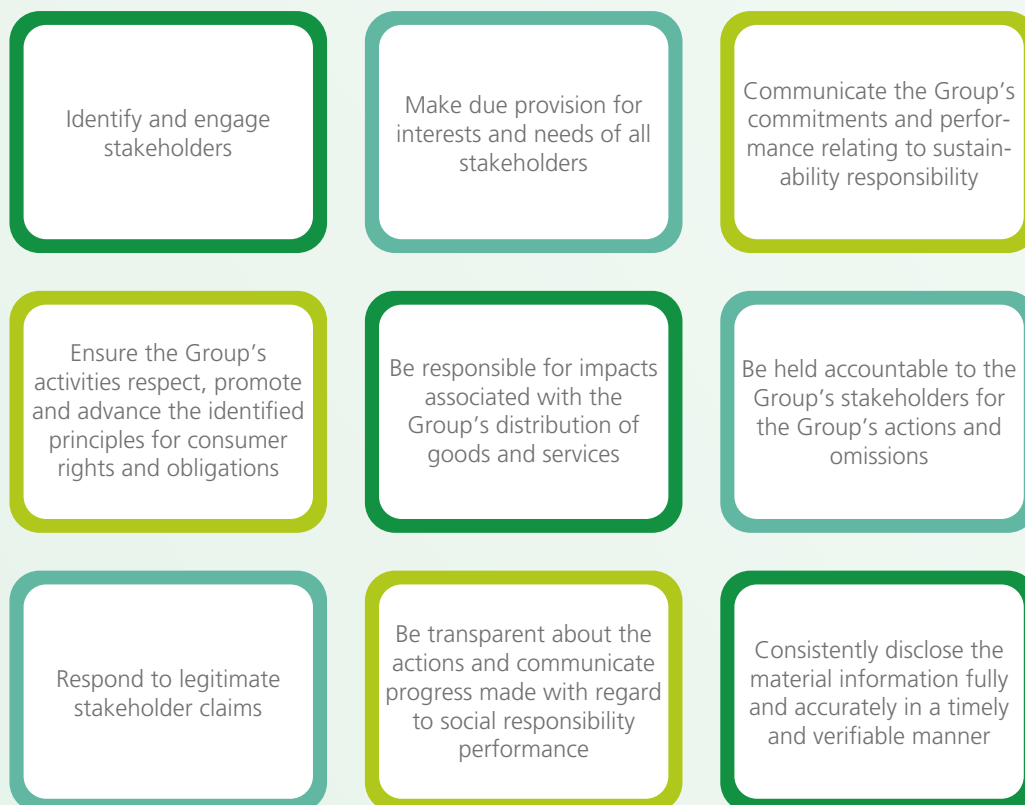 Identify and engage
stakeholders
Make due provision for
interests and needs of all
stakeholders
Communicate the Group's
commitments and perfor-
mance relating to sustain-
ability responsibility
Ensure the Group's
activities respect, promote
and advance the identified
principles for consumer
rights and obligations
Be responsible for impacts
associated with the
Group's distribution of
goods and services
Be held accountable to the
Group's stakeholders for
the Group's actions and
omissions
Respond to legitimate
stakeholder claims
Be transparent about the
actions and communicate
progress made with regard
to social responsibility
performance
Consistently disclose the
material information fully
and accurately in a timely
and verifiable manner